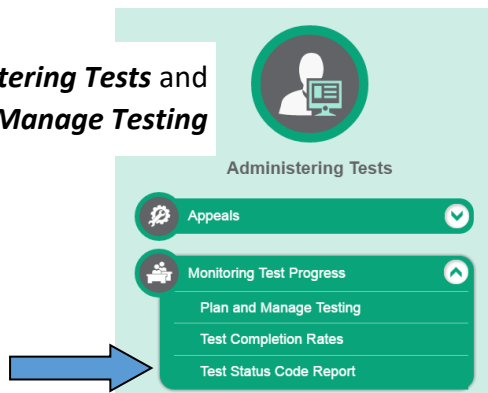 tering Tests and
Manage Testing
Administering Tests
Appeals
Monitoring Test Progress
Plan and Manage Testing
Test Completion Rates
Test Status Code Report